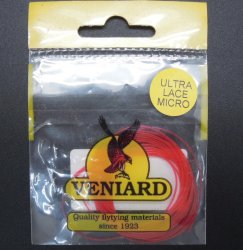 ULTRA
LACE
MICRO
VENIARD
Quality flytying materials
since 1923